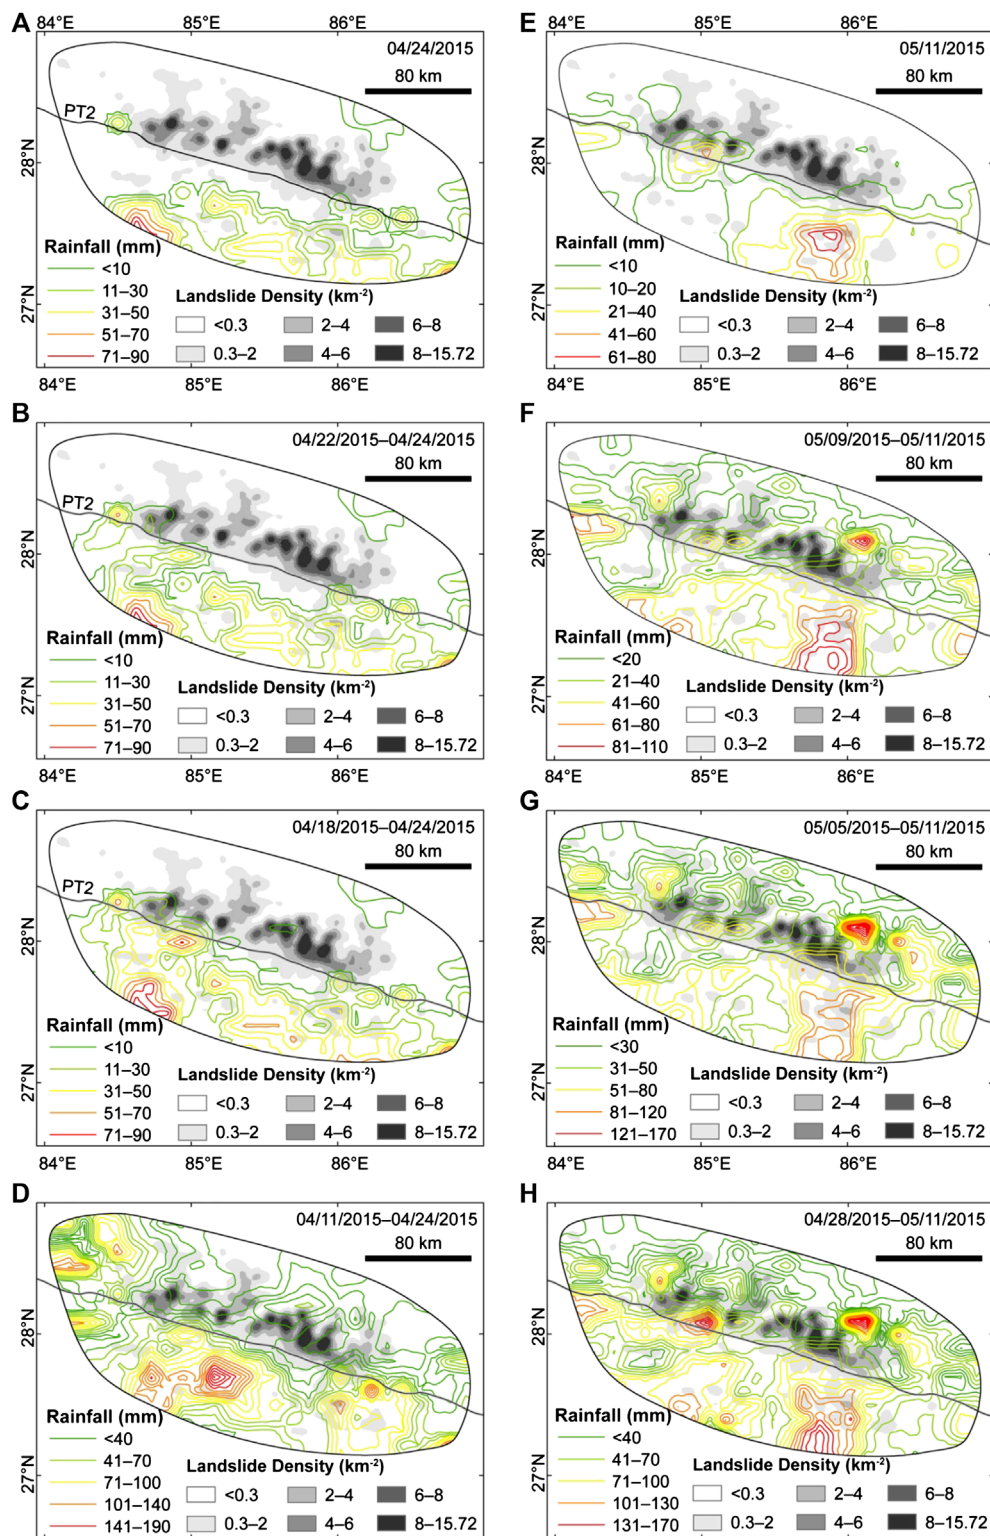 A
84°E 85°E 86°E
04/24/2015
80 km
PT2
28°N
27°N
Rainfall (mm)
<10
11–30
31–50
51–70
71–90
Landslide Density (km-2)
<0.3 2–4 6–8
0.3–2 4–6 8–15.72
84°E 85°E 86°E
B
04/22/2015–04/24/2015
80 km
PT2
28°N
27°N
Rainfall (mm)
<10
11–30
31–50
51–70
71–90
Landslide Density (km-2)
<0.3 2–4 6–8
0.3–2 4–6 8–15.72
84°E 85°E 86°E
C
04/18/2015–04/24/2015
80 km
PT2
28°N
27°N
Rainfall (mm)
<10
11–30
31–50
51–70
71–90
Landslide Density (km-2)
<0.3 2–4 6–8
0.3–2 4–6 8–15.72
84°E 85°E 86°E
D
04/11/2015–04/24/2015
80 km
28°N
27°N
Rainfall (mm)
<40
41–70
71–100
101–140
141–190
Landslide Density (km-2)
<0.3 2–4 6–8
0.3–2 4–6 8–15.72
E
84°E 85°E 86°E
05/11/2015
80 km
28°N
27°N
Rainfall (mm)
<10
10–20
21–40
41–60
61–80
Landslide Density (km-2)
<0.3 2–4 6–8
0.3–2 4–6 8–15.72
84°E 85°E 86°E
F
05/09/2015–05/11/2015
80 km
28°N
27°N
Rainfall (mm)
<20
21–40
41–60
61–80
81–110
Landslide Density (km-2)
<0.3 2–4 6–8
0.3–2 4–6 8–15.72
84°E 85°E 86°E
G
05/05/2015–05/11/2015
80 km
28°N
27°N
Rainfall (mm)
<30
31–50
51–80
81–120
121–170
Landslide Density (km-2)
<0.3 2–4 6–8
0.3–2 4–6 8–15.72
84°E 85°E 86°E
H
04/28/2015–05/11/2015
80 km
28°N
27°N
Rainfall (mm)
<40
41–70
71–100
101–130
131–170
Landslide Density (km-2)
<0.3 2–4 6–8
0.3–2 4–6 8–15.72